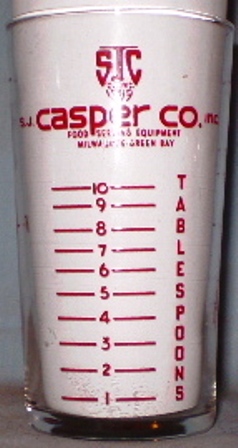 SJC
S.J. Casper Co. Inc
FOOD SERVING EQUIPMENT
MILWAUKEE-GREEN BAY
10
9
8
7
6
5
4
3
2
1
TABLESPOONS